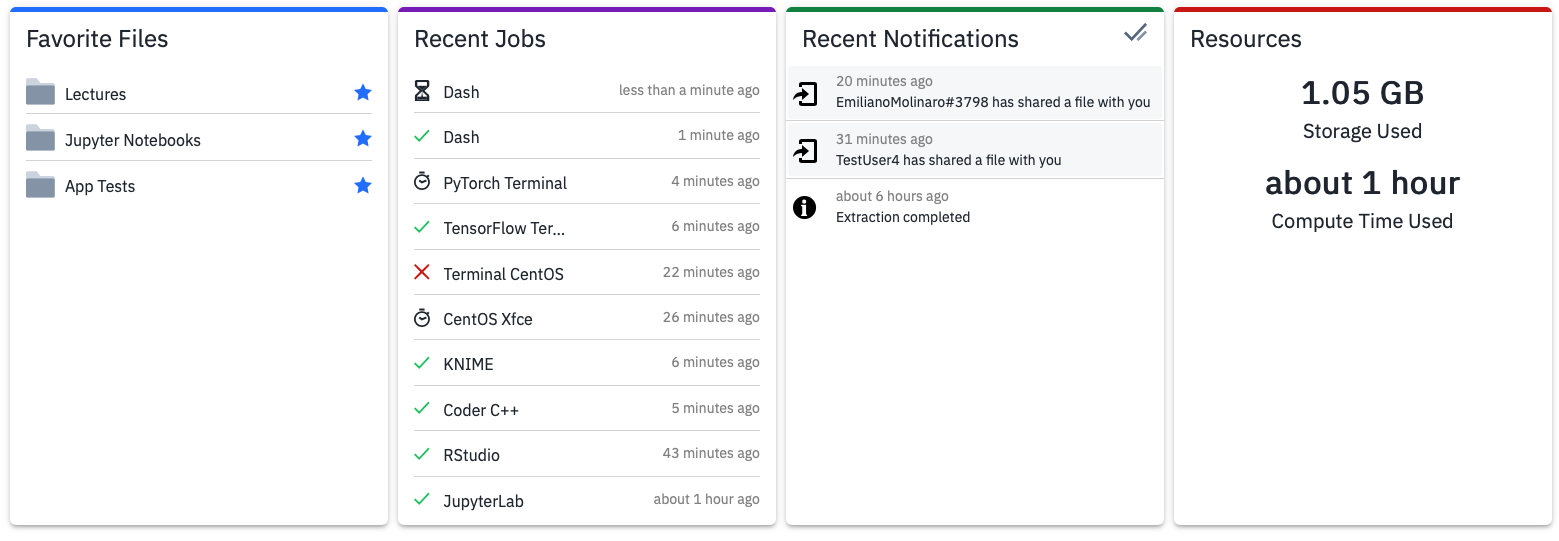 Favorite Files
Lectures
Jupyter Notebooks
App Tests
Recent Jobs
Dash less than a minute ago
Dash 1 minute ago
PyTorch Terminal 4 minutes ago
TensorFlow Ter... 6 minutes ago
Terminal CentOS 22 minutes ago
CentOS Xfce 26 minutes ago
KNIME 6 minutes ago
Coder C++ 5 minutes ago
RStudio 43 minutes ago
JupyterLab about 1 hour ago
Recent Notifications
20 minutes ago
EmilianoMolinaro#3798 has shared a file with you
31 minutes ago
TestUser4 has shared a file with you
about 6 hours ago
Extraction completed
Resources
1.05 GB
Storage Used
about 1 hour
Compute Time Used